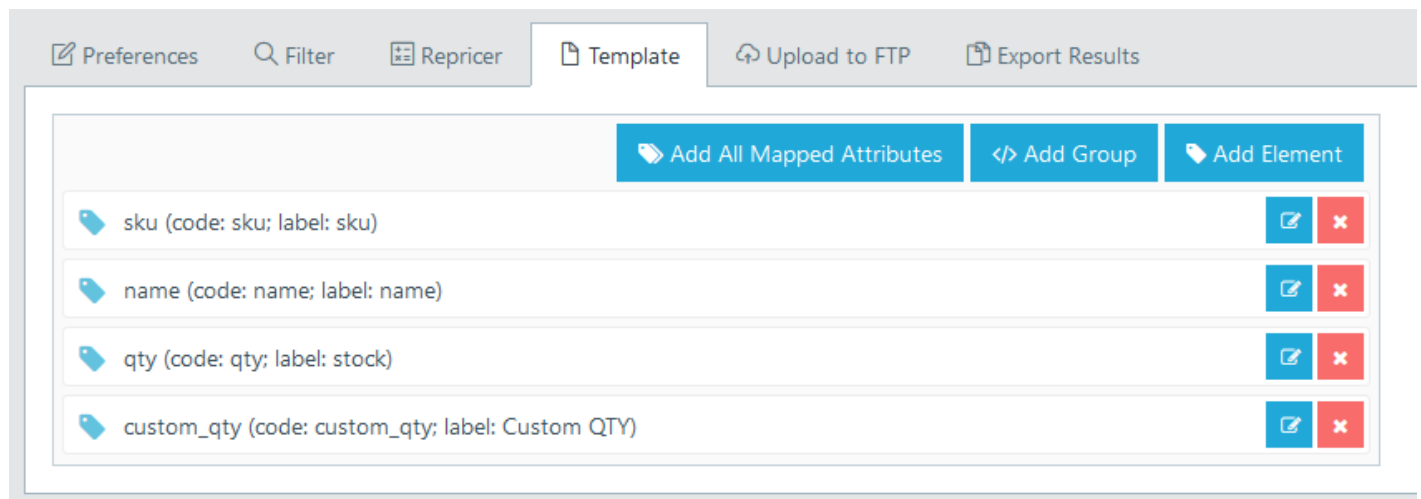 Preferences Filter Repricer Template Upload to FTP Export Results
Add All Mapped Attributes </> Add Group Add Element
sku (code: sku; label: sku)
name (code: name; label: name)
qty (code: qty; label: stock)
custom_qty (code: custom_qty; label: Custom QTY)